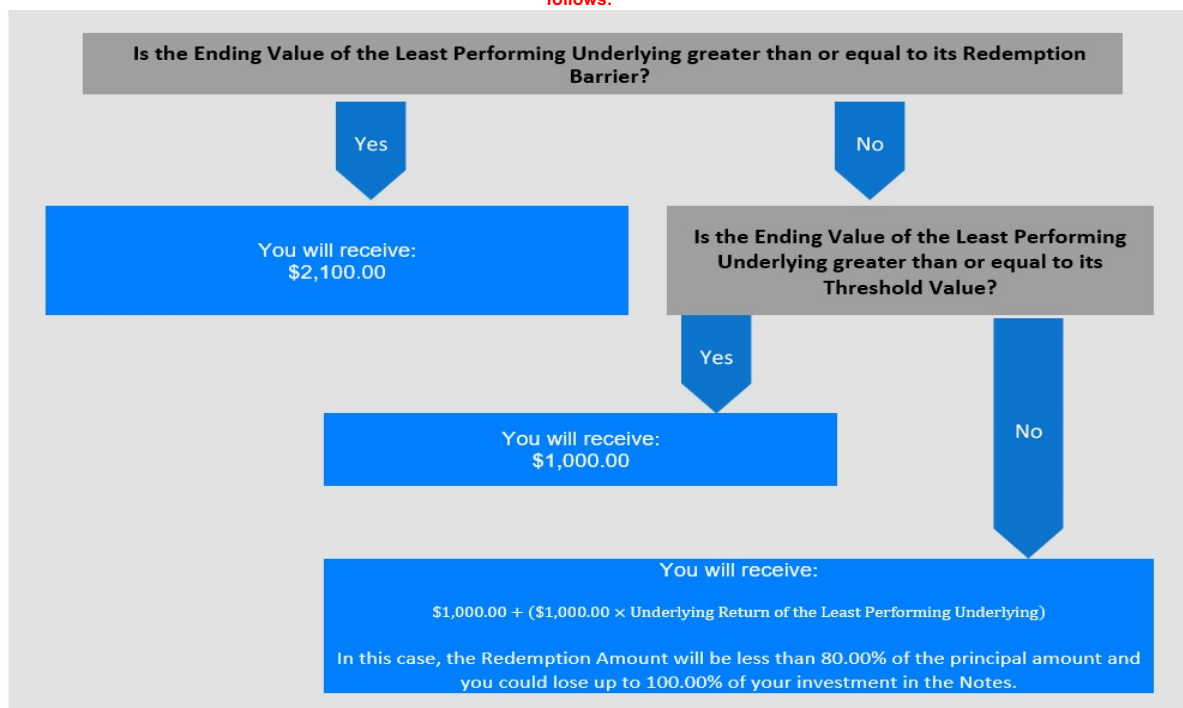 follows:
Is the Ending Value of the Least Performing Underlying greater than or equal to its Redemption
Barrier?
Yes
No
You will receive:
$2,100.00
Is the Ending Value of the Least Performing
Underlying greater than or equal to its
Threshold Value?
Yes
No
You will receive:
$1,000.00
You will receive:
$1,000.00 + ($1,000.00 × Underlying Return of the Least Performing Underlying)
In this case, the Redemption Amount will be less than 80.00% of the principal amount and
you could lose up to 100.00% of your investment in the Notes.